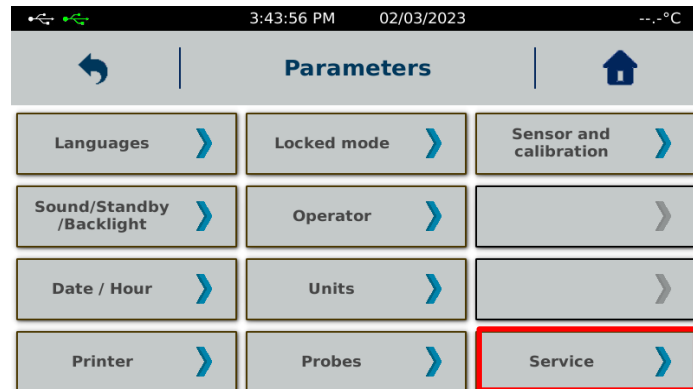 3:43:56 PM 02/03/2023 --.-°C
Parameters
Languages
Locked mode
Sensor and
calibration
Sound/Standby
/Backlight
Operator
Date / Hour
Units
Printer
Probes
Service